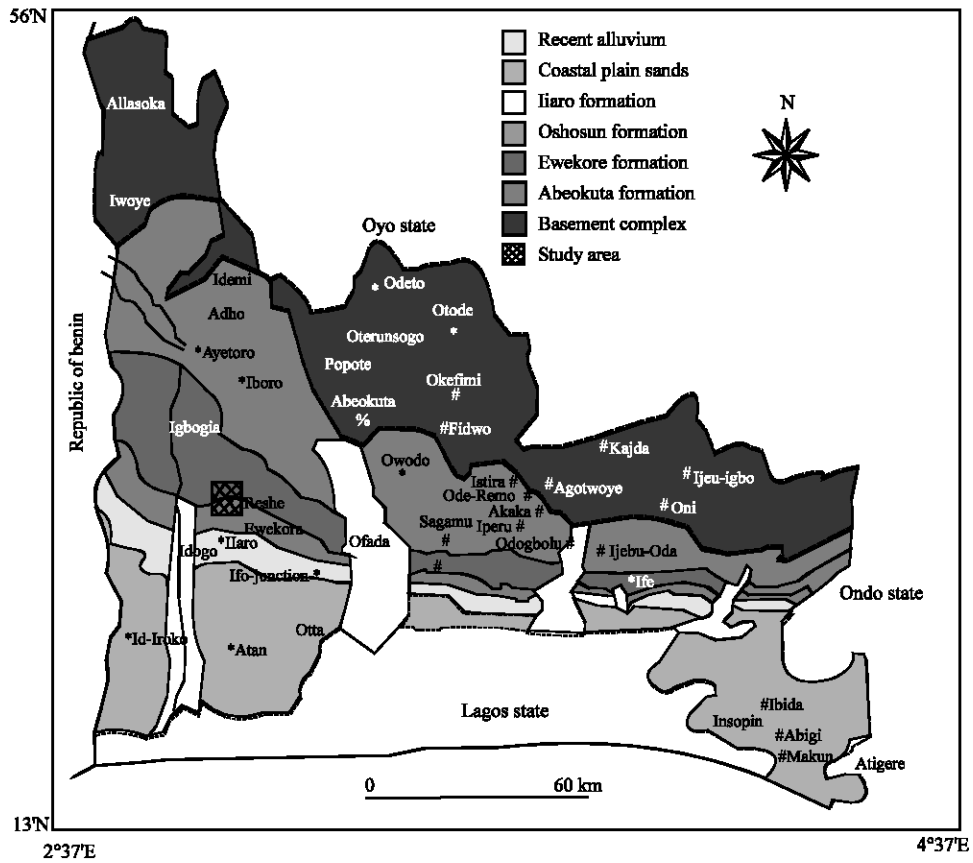 56'N
Recent alluvium
Coastal plain sands
Iiaro formation
Oshosun formation
Ewekore formation
Abeokuta formation
Basement complex
Study area
N
Allasoka
Iwoye
Oyo state
Idemi
*Odeto
Adho
Otode
*
Oterunsogo
*Ayetoro
Popote
*Iboro
Okefimi
#
Abeokuta
%
Republic of benin
Igbogia
#Fidwo
#Kajda
Owodo
*
Istira#
#Ijeu-igbo
Ode-Remo#
#Agotwoye
Reshe
Akaka#
#Oni
Ewekora
Sagamu
#
Iperu#
Idogo
*IIaro
Ofada
Odogbolu#
#Ijebu-Oda
Ifo-junction-*
#
*Ife
Ondo state
*Id-Iroko
Otta
*Atan
Lagos state
#Ibida
Insopin
#Abigi
#Makun
Atigere
0 60 km
13'N
2°37'E
4°37'E